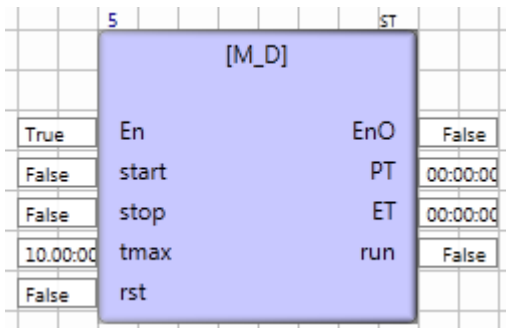 5 ST
[M_D]
True En EnO False
False start PT 00:00:00
False stop ET 00:00:00
10.00:00 tmax run False
False rst